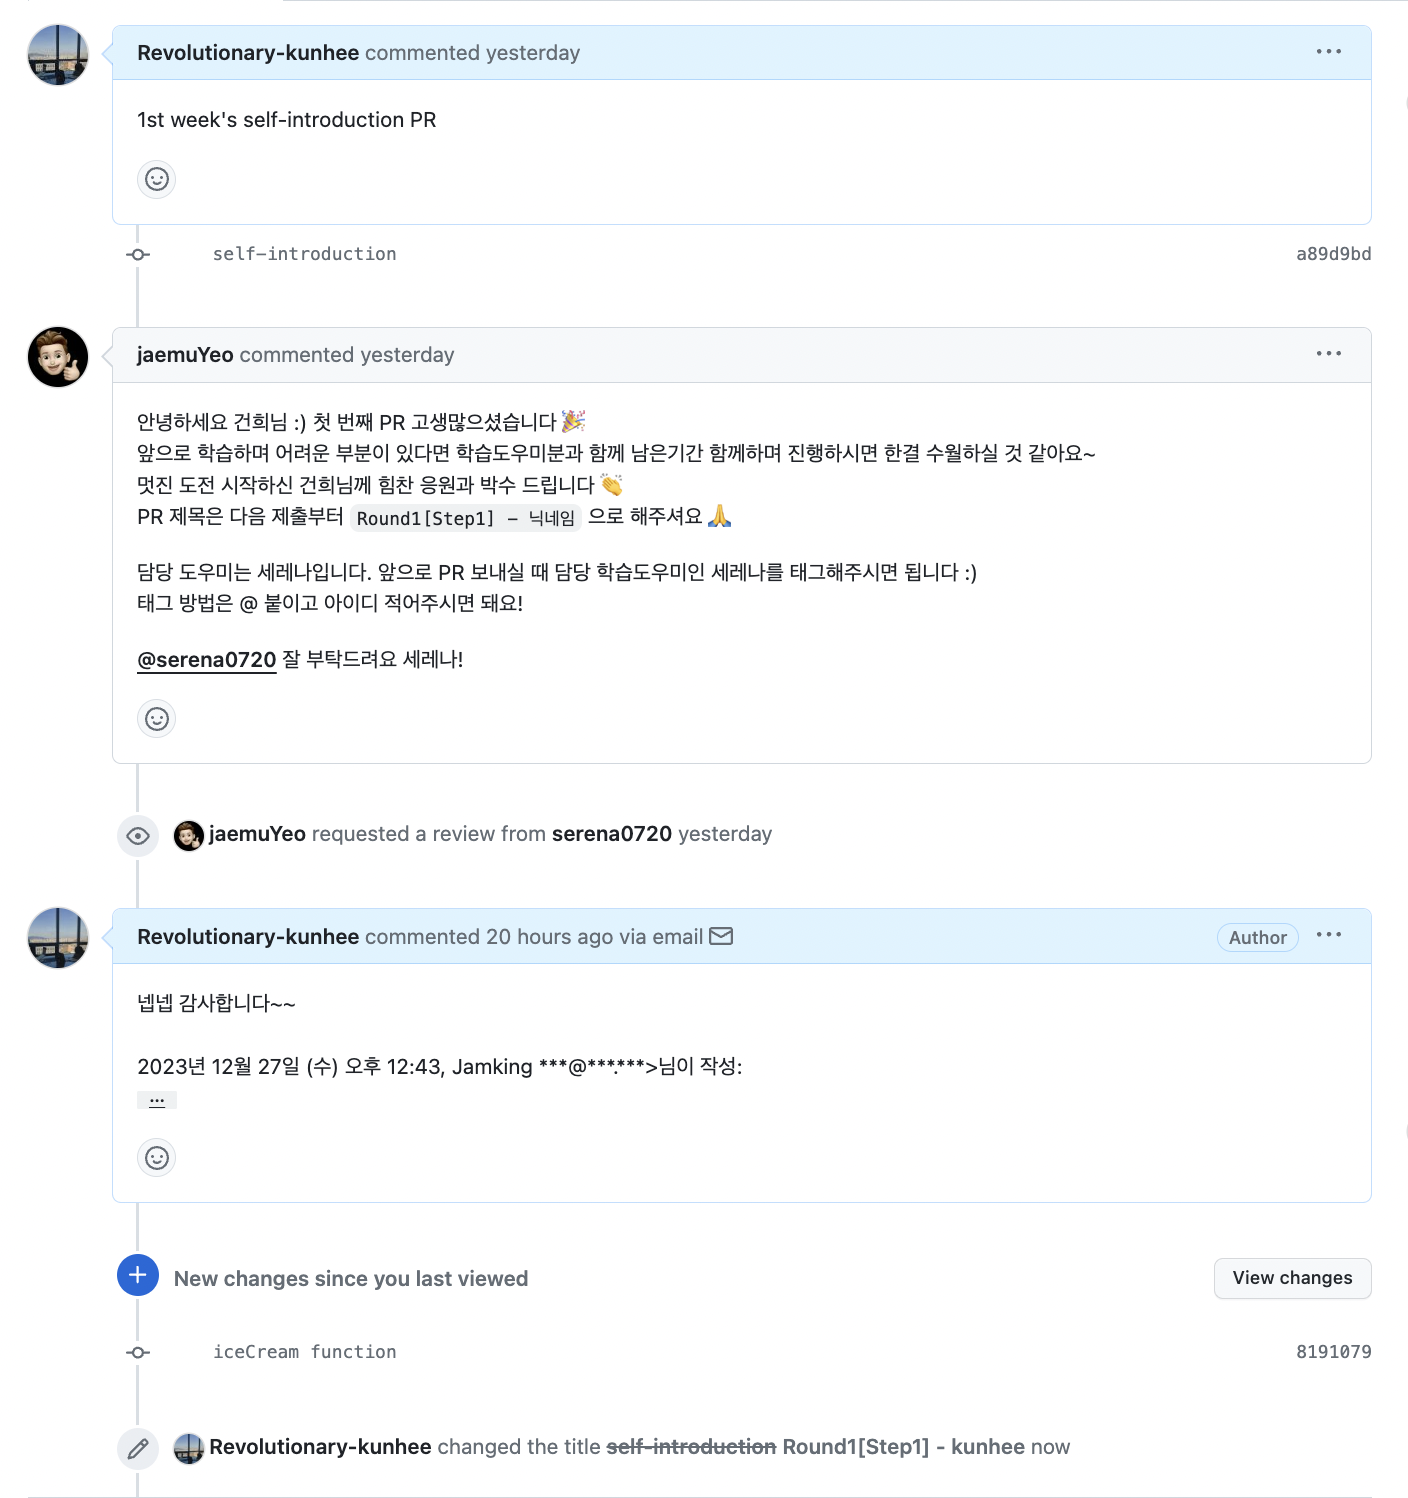 Revolutionary-kunhee commented yesterday
1st week's self-introduction PR
self-introduction a89d9bd
jaemuYeo commented yesterday
안녕하세요 건희님 :) 첫 번째 PR 고생많으셨습니다 🎉
앞으로 학습하며 어려운 부분이 있다면 학습도우미분과 함께 남은기간 함께하며 진행하시면 한결 수월하실 것 같아요~
멋진 도전 시작하신 건희님께 힘찬 응원과 박수 드립니다 👏
PR 제목은 다음 제출부터 Round1[Step1] - 닉네임 으로 해주셔요 🙏
담당 도우미는 세레나입니다. 앞으로 PR 보내실 때 담당 학습도우미인 세레나를 태그해주시면 됩니다 :)
태그 방법은 @ 붙이고 아이디 적어주시면 돼요!
@serena0720 잘 부탁드려요 세레나!
jaemuYeo requested a review from serena0720 yesterday
Revolutionary-kunhee commented 20 hours ago via email Author
넵넵 감사합니다~~
2023년 12월 27일 (수) 오후 12:43, Jamking ***@***.***>님이 작성:
…
New changes since you last viewed View changes
iceCream function 8191079
Revolutionary-kunhee changed the title self-introduction Round1[Step1] - kunhee now